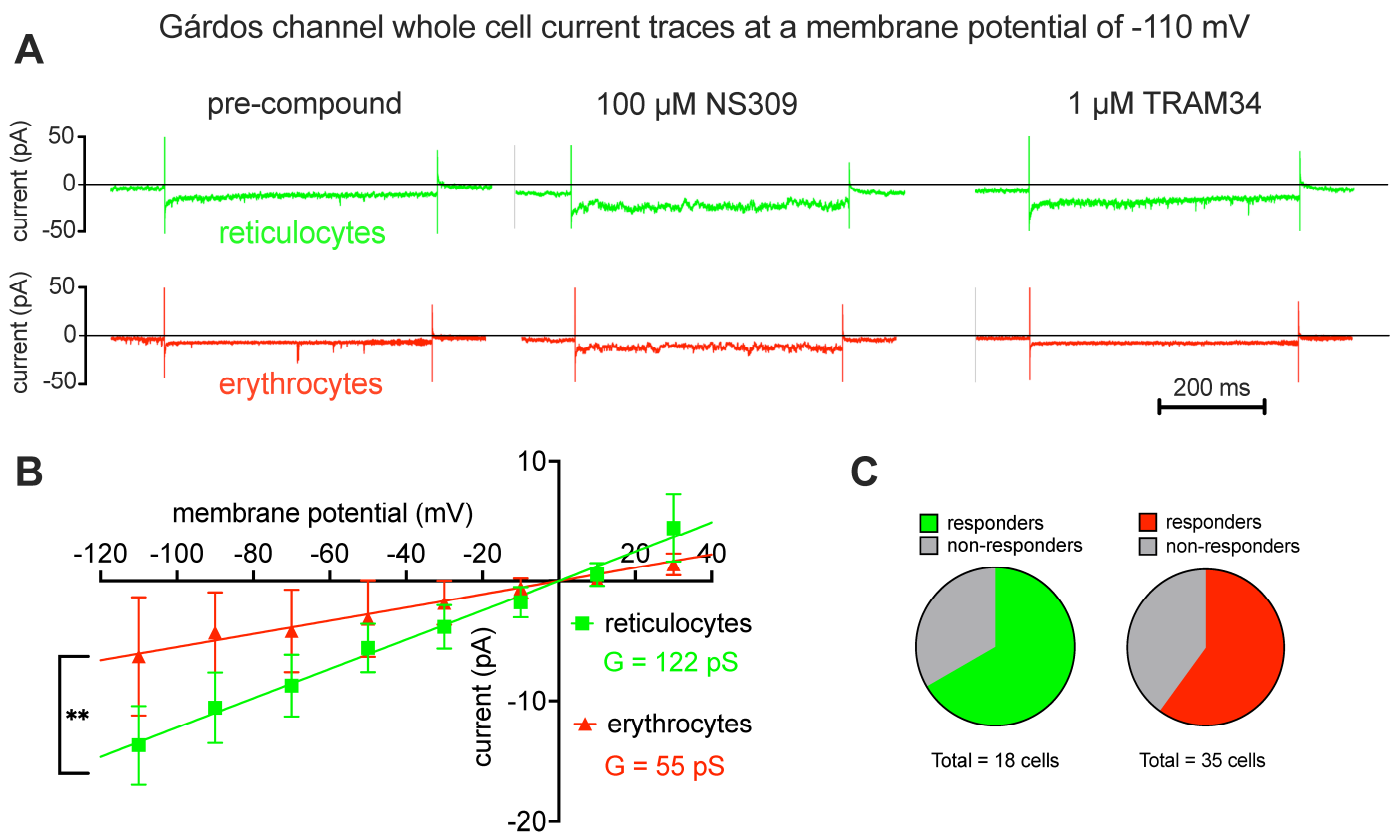 Gárdos channel whole cell current traces at a membrane potential of -110 mV
A
pre-compound
100 µM NS309
1 µM TRAM34
current (pA)
50
0
-50
reticulocytes
current (pA)
50
0
-50
erythrocytes
200 ms
B
membrane potential (mV)
-120 -100 -80 -60 -40 -20 20 40
10
-10
-20
current (pA)
**
reticulocytes
G = 122 pS
erythrocytes
G = 55 pS
C
responders
non-responders
Total = 18 cells
responders
non-responders
Total = 35 cells